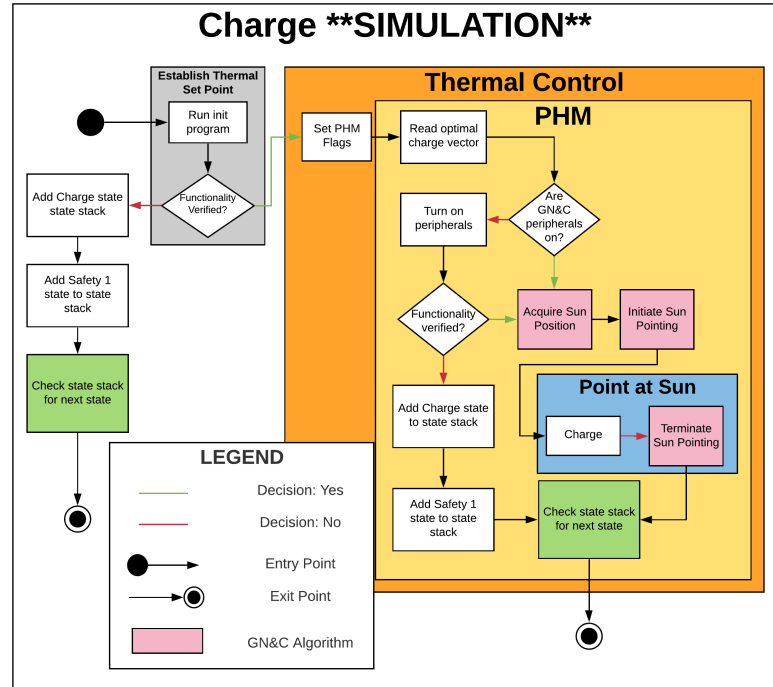 Charge **SIMULATION**
Establish Thermal
Set Point
Run init
program
Functionality
Verified?
Add Charge state
state stack
Add Safety 1
state to state
stack
Check state stack
for next state
Thermal Control
Set PHM
Flags
PHM
Read optimal
charge vector
Are
GN&C
peripherals
on?
Turn on
peripherals
Functionality
verified?
Acquire Sun
Position
Initiate Sun
Pointing
Point at Sun
Charge
Terminate
Sun Pointing
Add Charge state
to state stack
Add Safety 1
state to state
stack
Check state stack
for next state
LEGEND
Decision: Yes
Decision: No
Entry Point
Exit Point
GN&C Algorithm